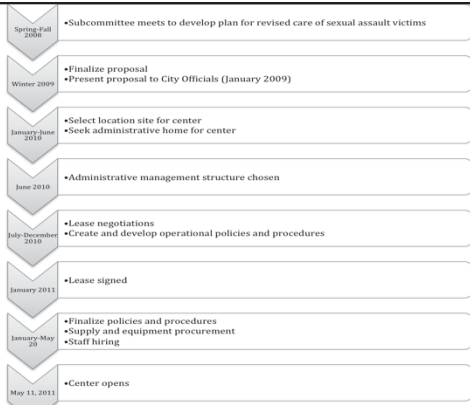 Spring-Fall
2008
•Subcommittee meets to develop plan for revised care of sexual assault victims
Winter 2009
•Finalize proposal
•Present proposal to City Officials (January 2009)
January-June
2010
•Select location site for center
•Seek administrative home for center
June 2010
•Administrative management structure chosen
July-December
2010
•Lease negotiations
•Create and develop operational policies and procedures
January 2011
•Lease signed
January-May
20
•Finalize policies and procedures
•Supply and equipment procurement
•Staff hiring
May 11, 2011
•Center opens